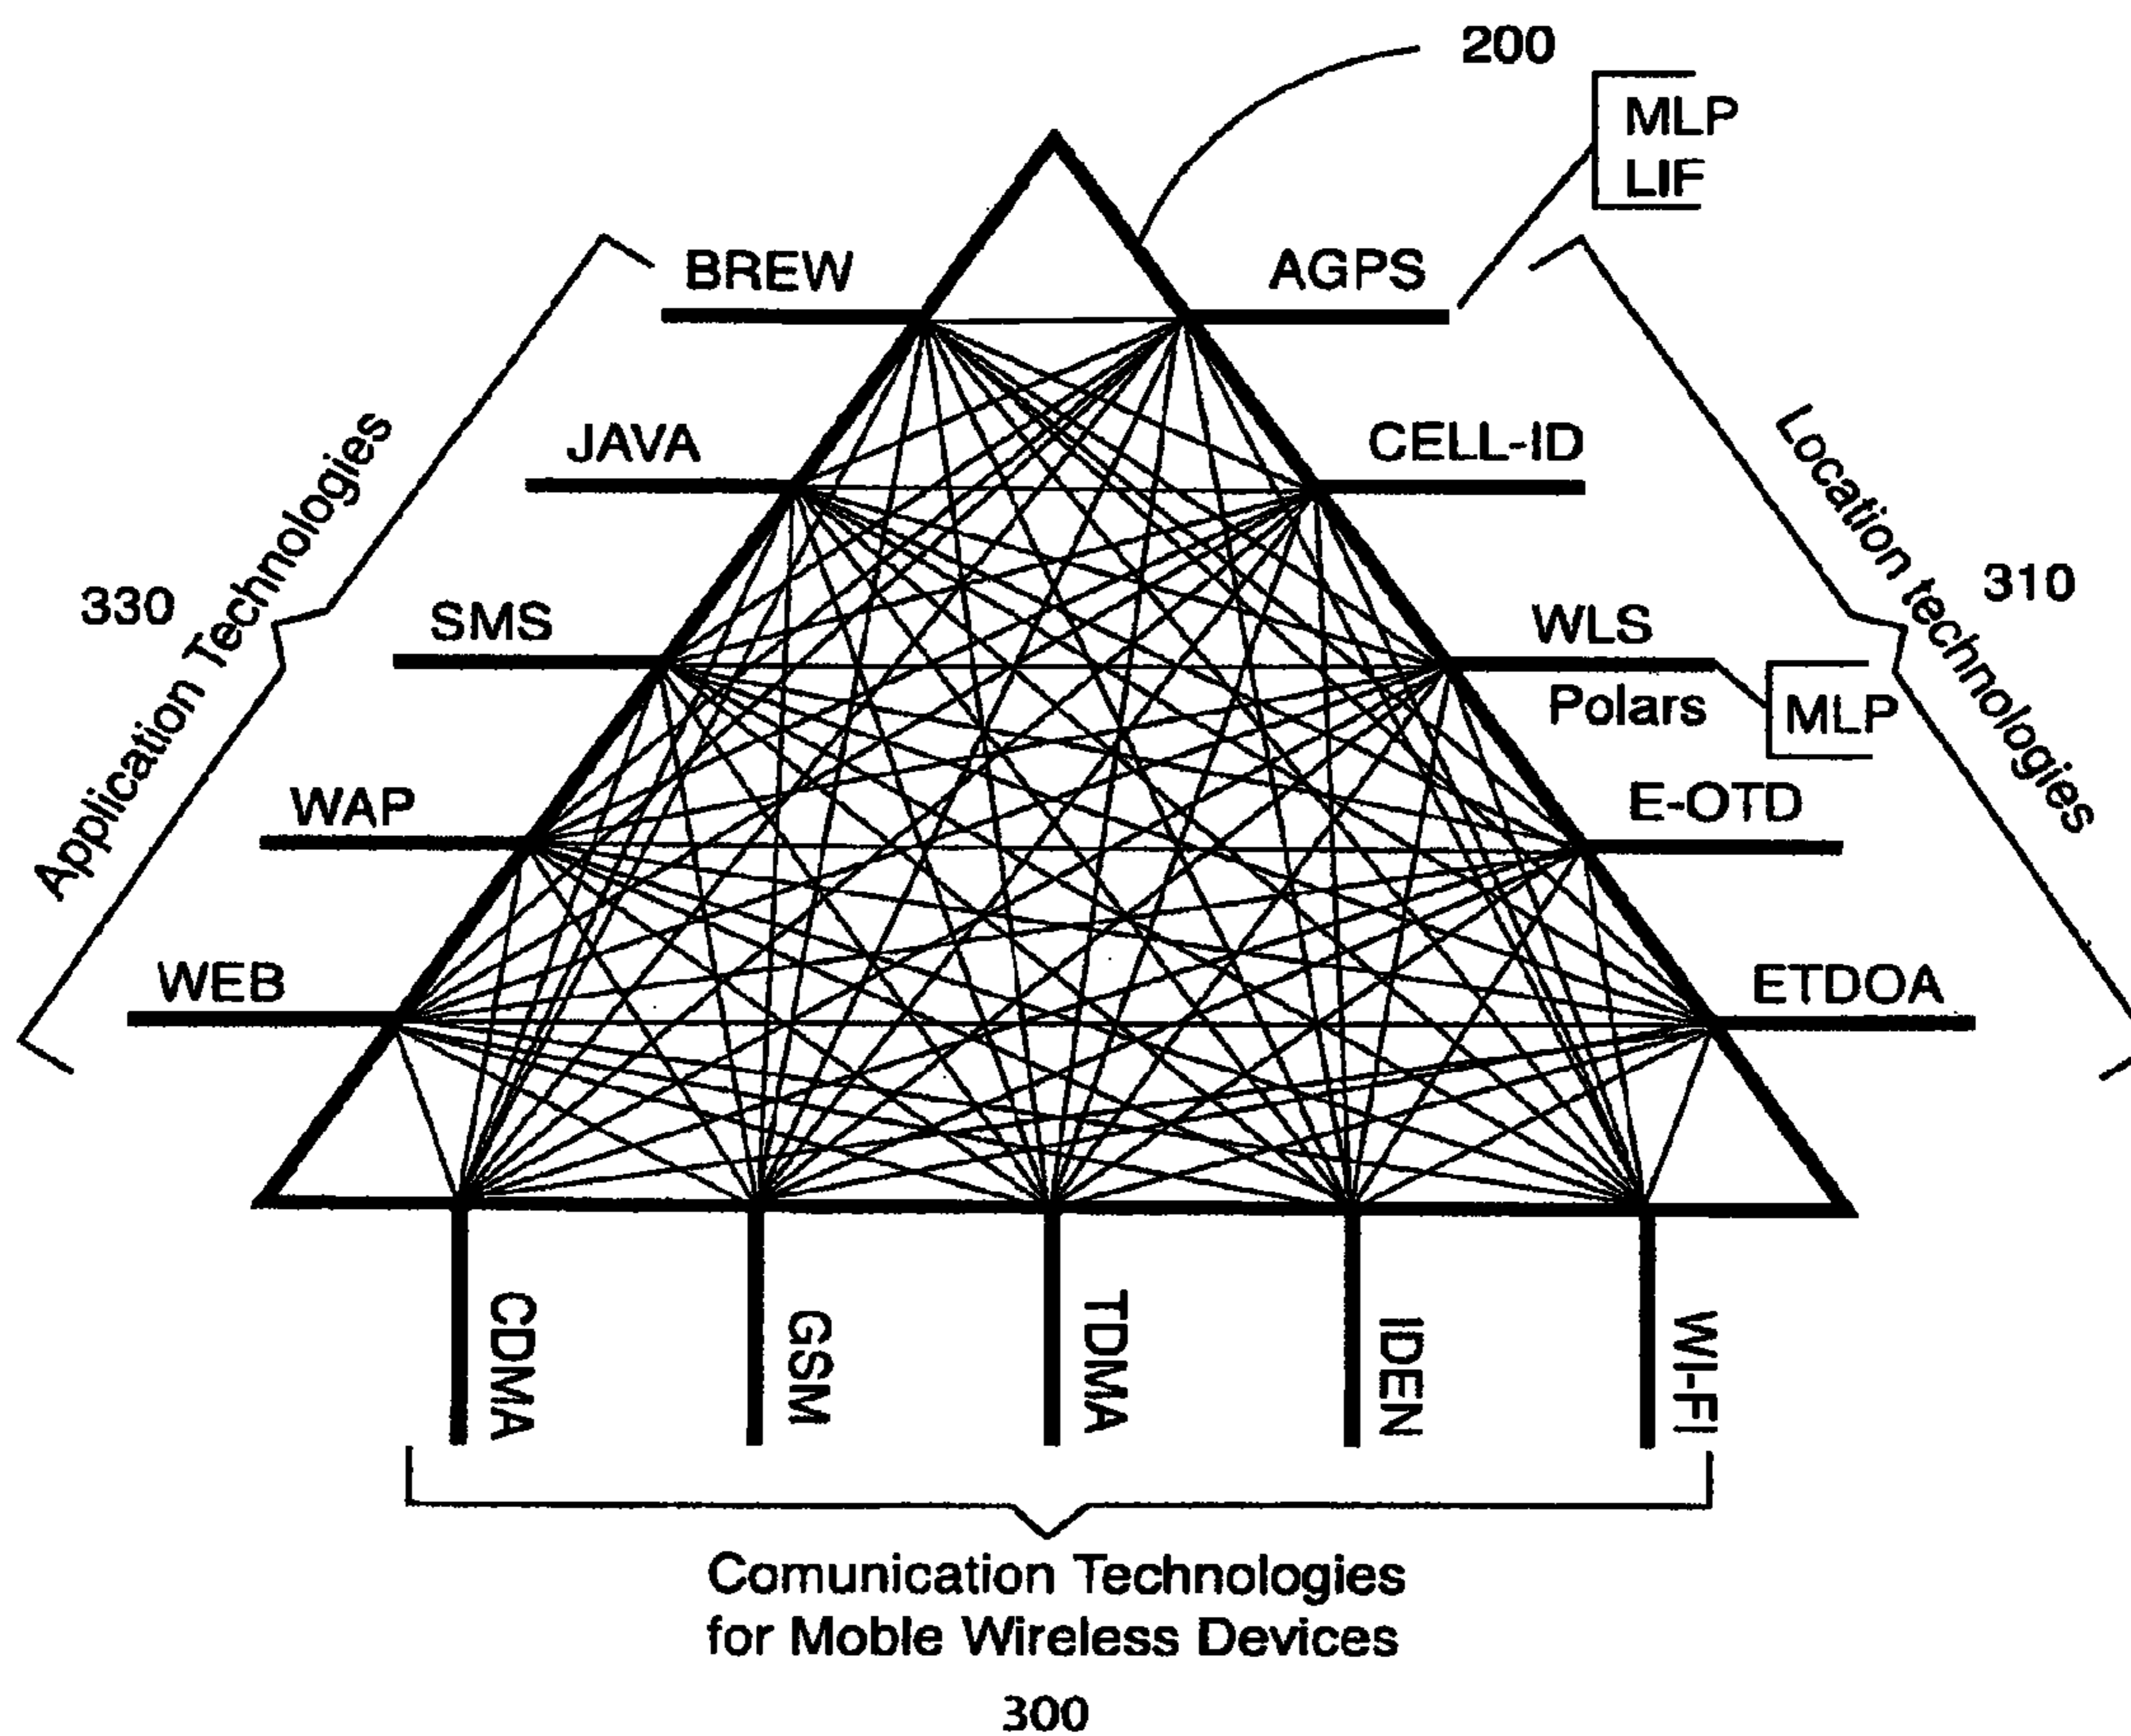 200
MLP
LIF
BREW
AGPS
JAVA
CELL-ID
Application Technologies
330
Location technologies
310
SMS
WLS
Polars
MLP
WAP
E-OTD
WEB
ETDOA
CDMA
GSM
TDMA
IDEN
WI-FI
Comunication Technologies
for Moble Wireless Devices
300